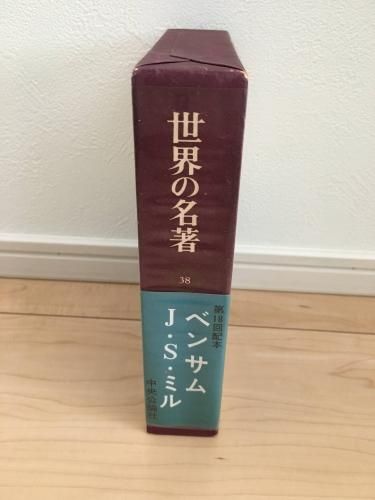 世界の名著
38
第18回配本
ベンサム
J・S・ミル
中央公論社